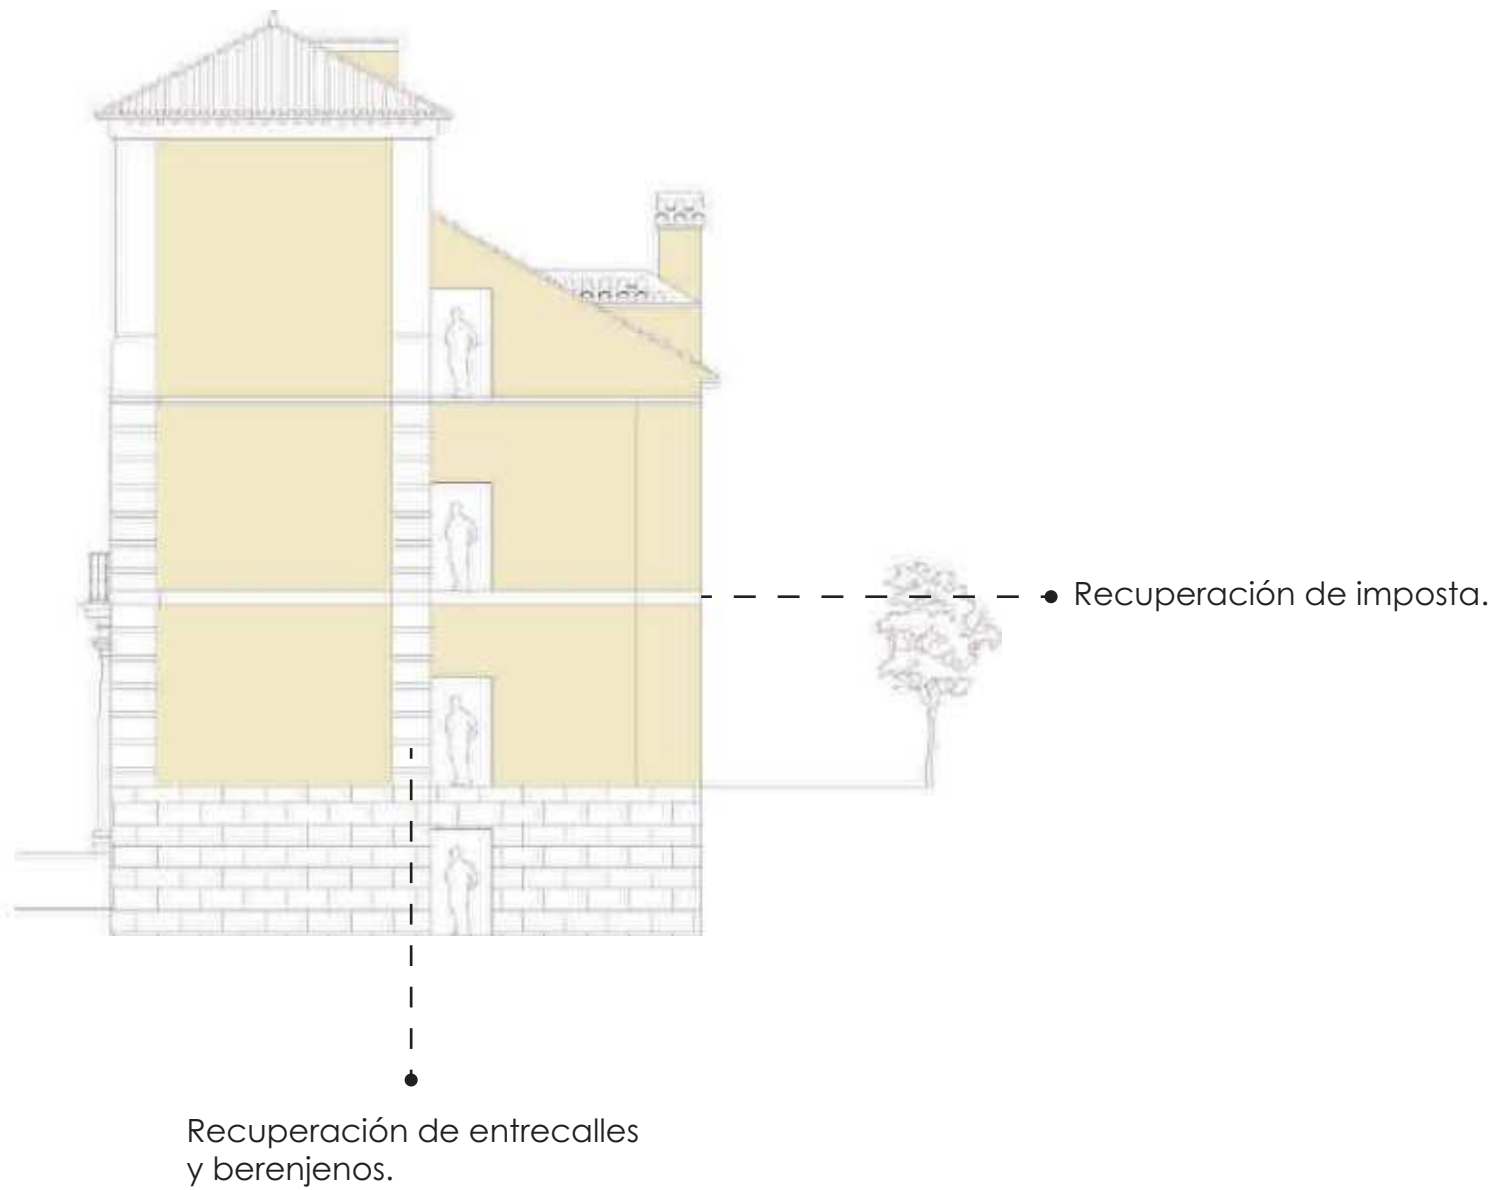 Recuperación de imposta.
Recuperación de entrecalles
y berenjenos.